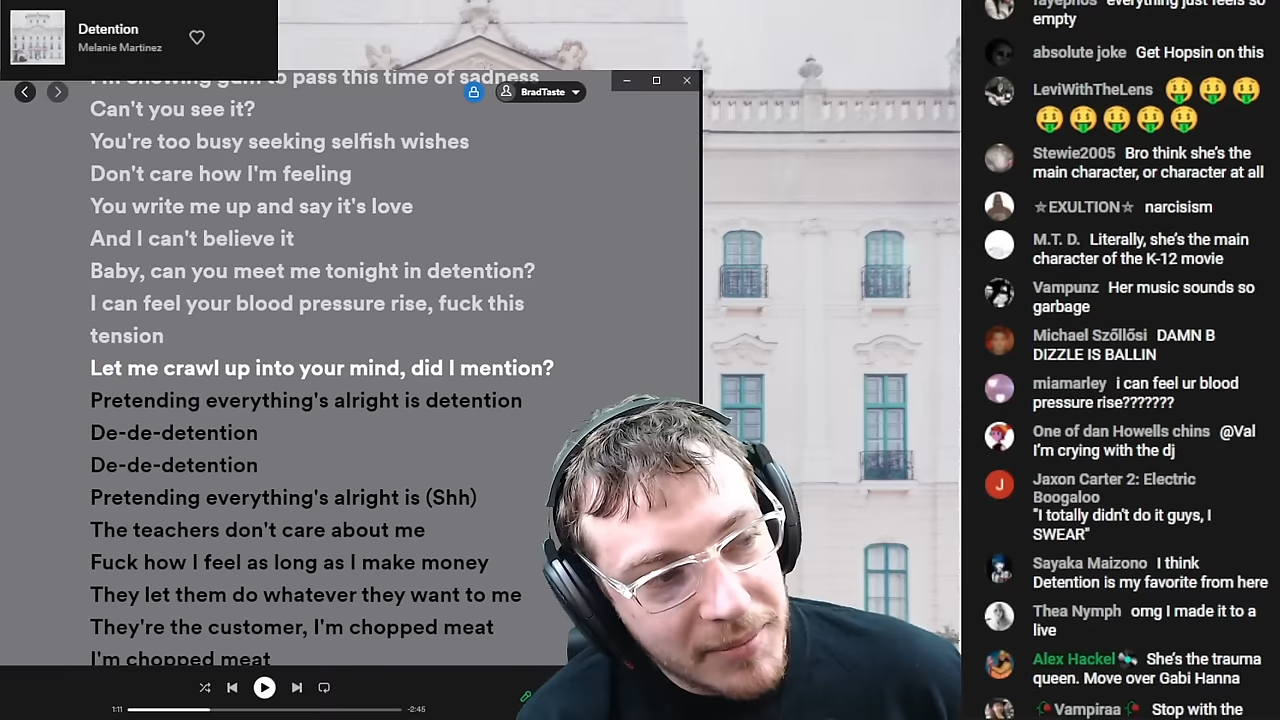 Detention
Melanie Martinez
to pass this time of sadness
BradTaste
Can't you see it?
You're too busy seeking selfish wishes
Don't care how I'm feeling
You write me up and say it's love
And I can't believe it
Baby, can you meet me tonight in detention?
I can feel your blood pressure rise, fuck this
tension
Let me crawl up into your mind, did I mention?
Pretending everything's alright is detention
De-de-detention
De-de-detention
Pretending everything's alright is (Shh)
The teachers don't care about me
Fuck how I feel as long as I make money
They let them do whatever they want to me
They're the customer, I'm chopped meat
I'm chopped meat
1:11
-2:45
everything just feels so
empty
absolute joke Get Hopsin on this
LeviWithTheLens 🤑🤑🤑
🤑🤑🤑🤑🤑
Stewie2005 Bro think she's the
main character, or character at all
☆EXULTION☆ narcisism
M.T. D. Literally, she's the main
character of the K-12 movie
Vampunz Her music sounds so
garbage
Michael Szőllősi DAMN B
DIZZLE IS BALLIN
miamarley i can feel ur blood
pressure rise???????
One of dan Howells chins @Val
I'm crying with the dj
J
Jaxon Carter 2: Electric
Boogaloo
"I totally didn't do it guys, I
SWEAR"
Sayaka Maizono I think
Detention is my favorite from here
Thea Nymph omg I made it to a
live
Alex Hackel She's the trauma
queen. Move over Gabi Hanna
🥀Vampiraa🥀 Stop with the